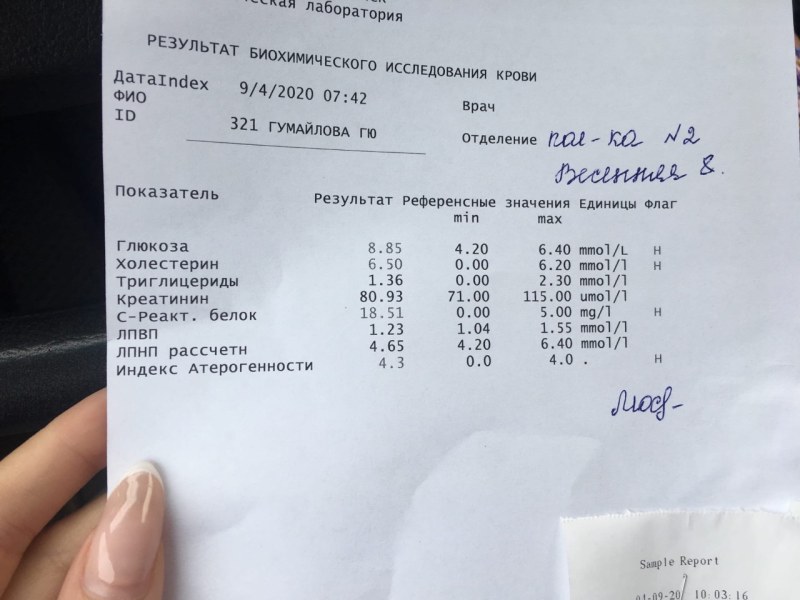 ческая лаборатория
РЕЗУЛЬТАТ БИОХИМИЧЕСКОГО ИССЛЕДОВАНИЯ КРОВИ
ДатаIndex 9/4/2020 07:42
ФИО Врач
ID 321 ГУМАЙЛОВА ГЮ Отделение пол-ка №2
Весенняя 8.
Показатель Результат Референсные значения Единицы Флаг
min max
Глюкоза 8.85 4.20 6.40 mmol/L Н
Холестерин 6.50 0.00 6.20 mmol/l Н
Триглицериды 1.36 0.00 2.30 mmol/l
Креатинин 80.93 71.00 115.00 umol/l
С-Реакт. белок 18.51 0.00 5.00 mg/l Н
ЛПВП 1.23 1.04 1.55 mmol/l
ЛПНП рассчетн 4.65 4.20 6.40 mmol/l
Индекс Атерогенности 4.3 0.0 4.0 . Н
Sample Report
04-09-20 10:03:16